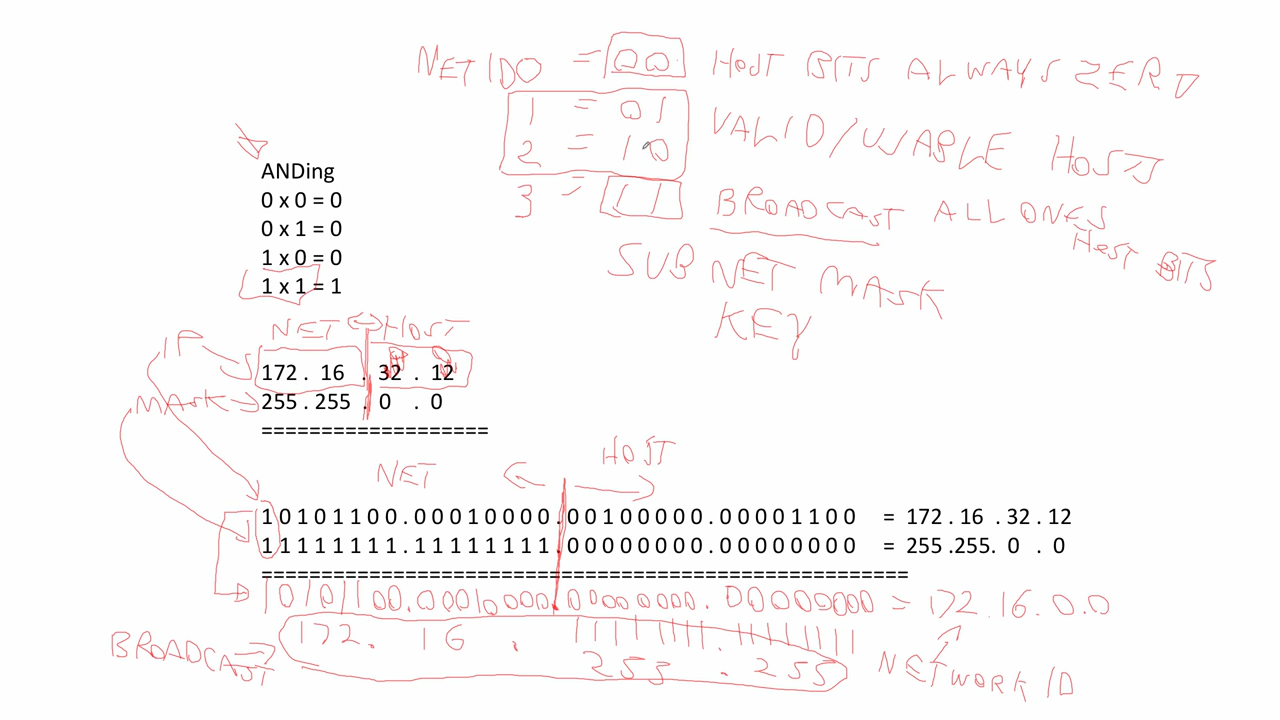 NET ID 0 = 00 HOST BITS ALWAYS ZERO
1 = 01 VALID/USABLE HOSTS
2 = 10
3 = 11 BROADCAST ALL ONES
HOST BITS
SUBNET MASK
KEY
ANDing
0 x 0 = 0
0 x 1 = 0
1 x 0 = 0
1 x 1 = 1
NET HOST
IP
172 . 16 . 32 . 12
MASK 255 . 255 . 0 . 0
===================
NET HOST
1 0 1 0 1 1 0 0 . 0 0 0 1 0 0 0 0 . 0 0 1 0 0 0 0 0 . 0 0 0 0 1 1 0 0 = 172 . 16 . 32 . 12
1 1 1 1 1 1 1 1 . 1 1 1 1 1 1 1 1 . 0 0 0 0 0 0 0 0 . 0 0 0 0 0 0 0 0 = 255 .255. 0 . 0
======================================================
10101100.00010000.00000000.00000000 = 172.16.0.0
BROADCAST 172. 16 . 11111111.11111111
255 . 255
NETWORK ID